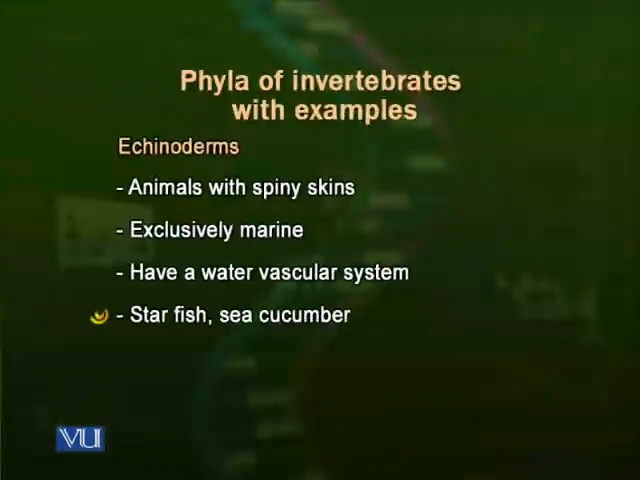 Phyla of invertebrates
with examples
Echinoderms
- Animals with spiny skins
- Exclusively marine
- Have a water vascular system
- Star fish, sea cucumber
VU